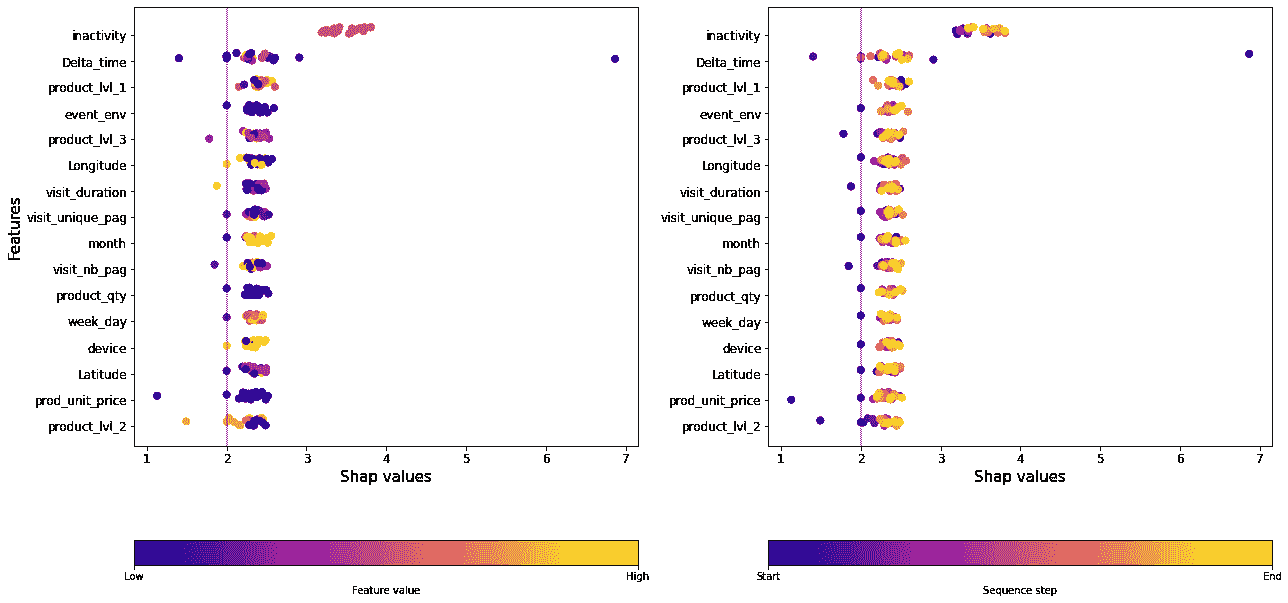 Features
inactivity
Delta_time
product_lvl_1
event_env
product_lvl_3
Longitude
visit_duration
visit_unique_pag
month
visit_nb_pag
product_qty
week_day
device
Latitude
prod_unit_price
product_lvl_2
1 2 3 4 5 6 7
Shap values
Low High
Feature value
inactivity
Delta_time
product_lvl_1
event_env
product_lvl_3
Longitude
visit_duration
visit_unique_pag
month
visit_nb_pag
product_qty
week_day
device
Latitude
prod_unit_price
product_lvl_2
1 2 3 4 5 6 7
Shap values
Start End
Sequence step